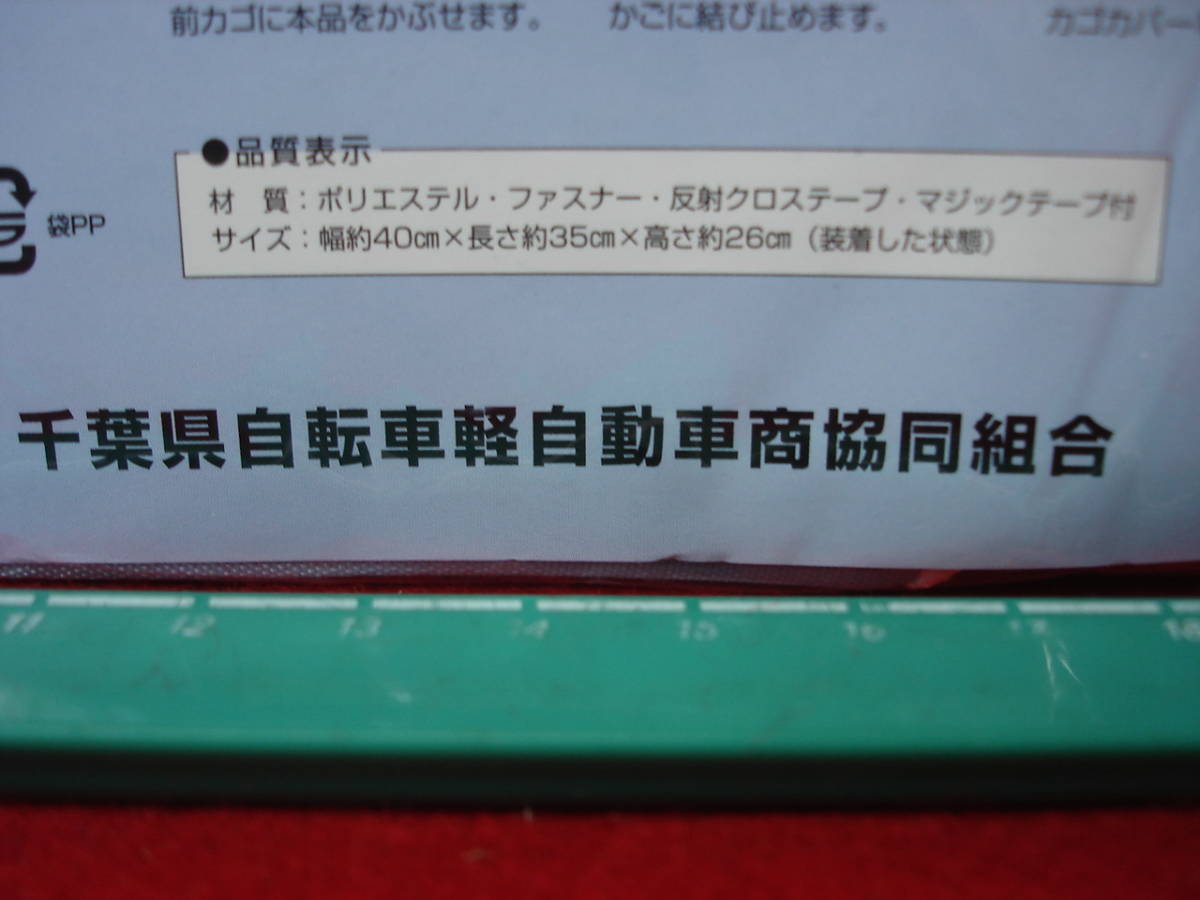 前カゴに本品をかぶせます。
かごに結び止めます。
カゴカバー
●品質表示
材 質：ポリエステル・ファスナー・反射クロステープ・マジックテープ付
サイズ：幅約40㎝×長さ約35㎝×高さ約26㎝（装着した状態）
プラ
袋PP
千葉県自転車軽自動車商協同組合
11 12 13 14 15 16 17 18